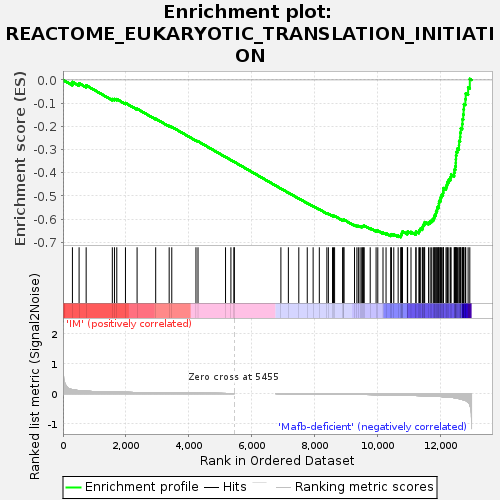 Enrichment plot:
REACTOME_EUKARYOTIC_TRANSLATION_INITIATI
ON
Enrichment score (ES)
0.0
-0.1
-0.2
-0.3
-0.4
-0.5
-0.6
-0.7
'IM' (positively correlated)
'Mafb-deficient' (negatively correlated)
Zero cross at 5455
Ranked list metric (Signal2Noise)
2
1
0
-1
0
2,000
4,000
6,000
8,000
10,000
12,000
Rank in Ordered Dataset
Enrichment profile
Hits
Ranking metric scores